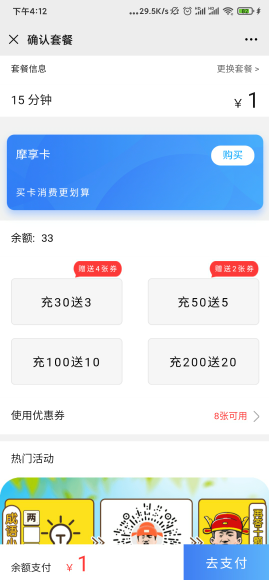 下午4:12
...29.5K/s
确认套餐
套餐信息
更换套餐 >
15 分钟
¥ 1
摩享卡
购买
买卡消费更划算
余额: 33
赠送4张券
充30送3
赠送2张券
充50送5
充100送10
充200送20
使用优惠券
8张可用
热门活动
成语小
两
余额支付 ¥ 1
去支付